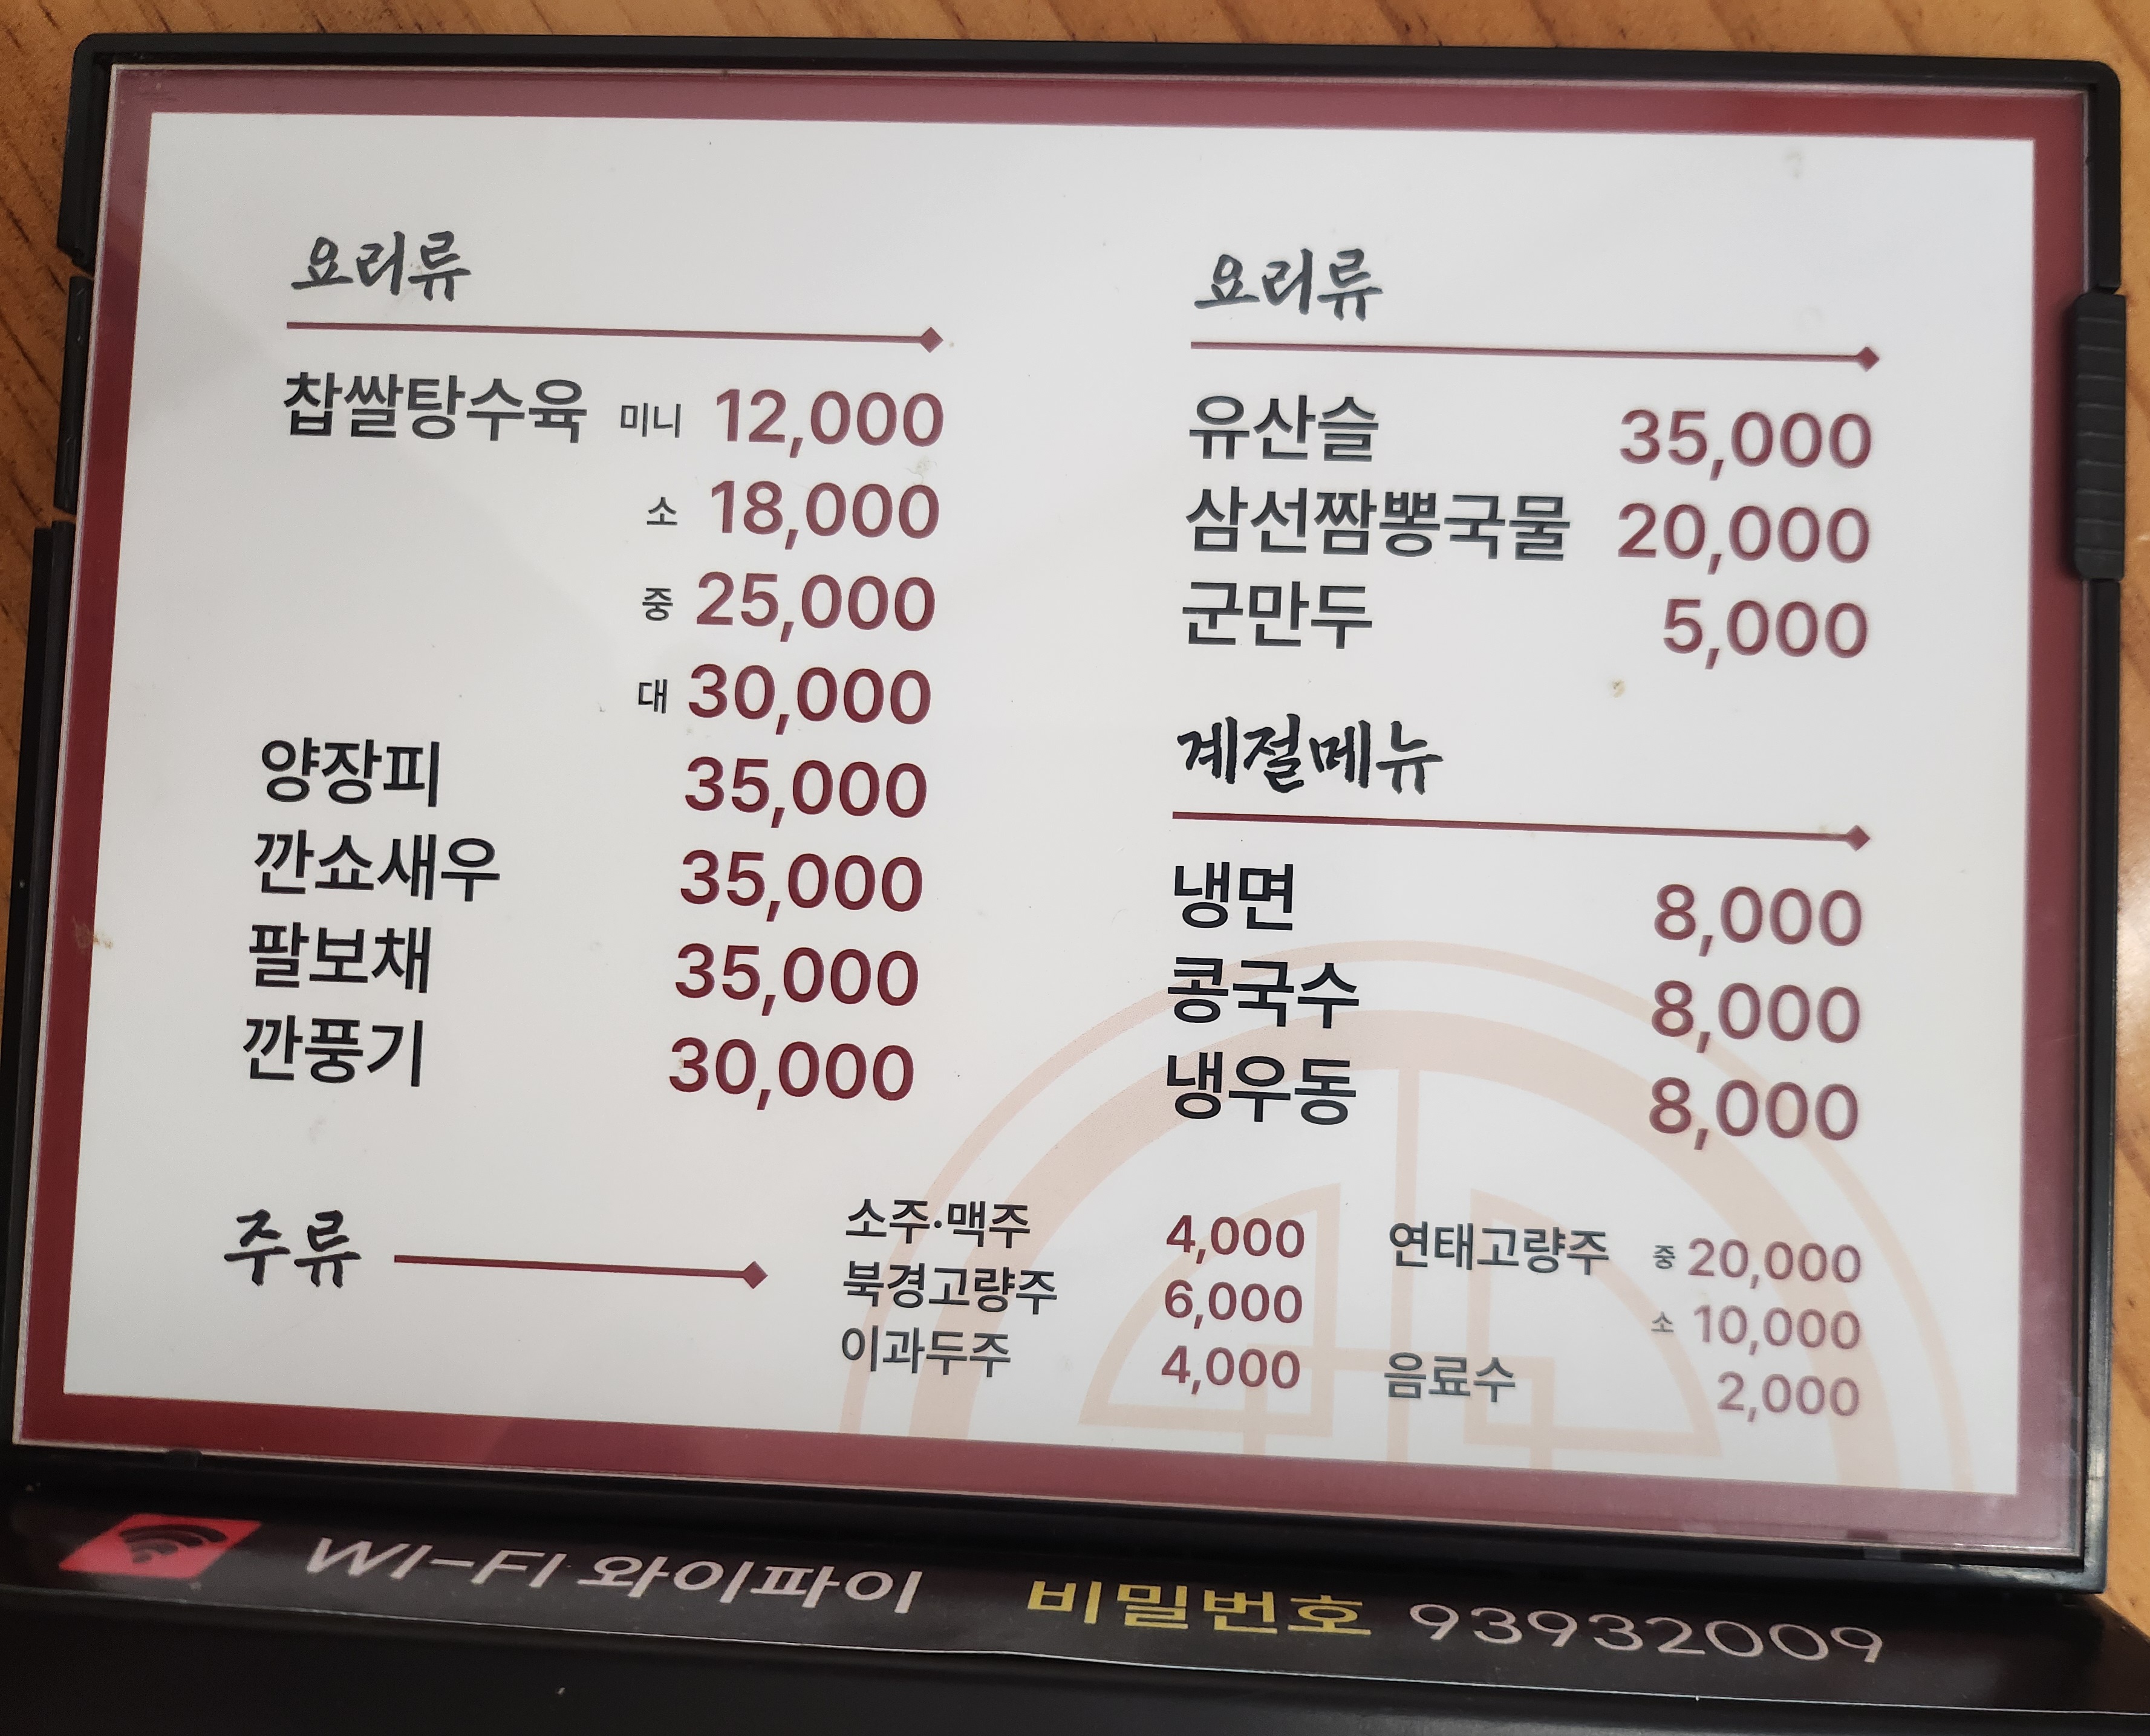 요리류
찹쌀탕수육 미니 12,000
소 18,000
중 25,000
대 30,000
양장피 35,000
깐쇼새우 35,000
팔보채 35,000
깐풍기 30,000
요리류
유산슬 35,000
삼선짬뽕국물 20,000
군만두 5,000
계절메뉴
냉면 8,000
콩국수 8,000
냉우동 8,000
주류
소주·맥주 4,000
북경고량주 6,000
이과두주 4,000
연태고량주 중 20,000
소 10,000
음료수 2,000
WI-FI 와이파이 비밀번호 93932009